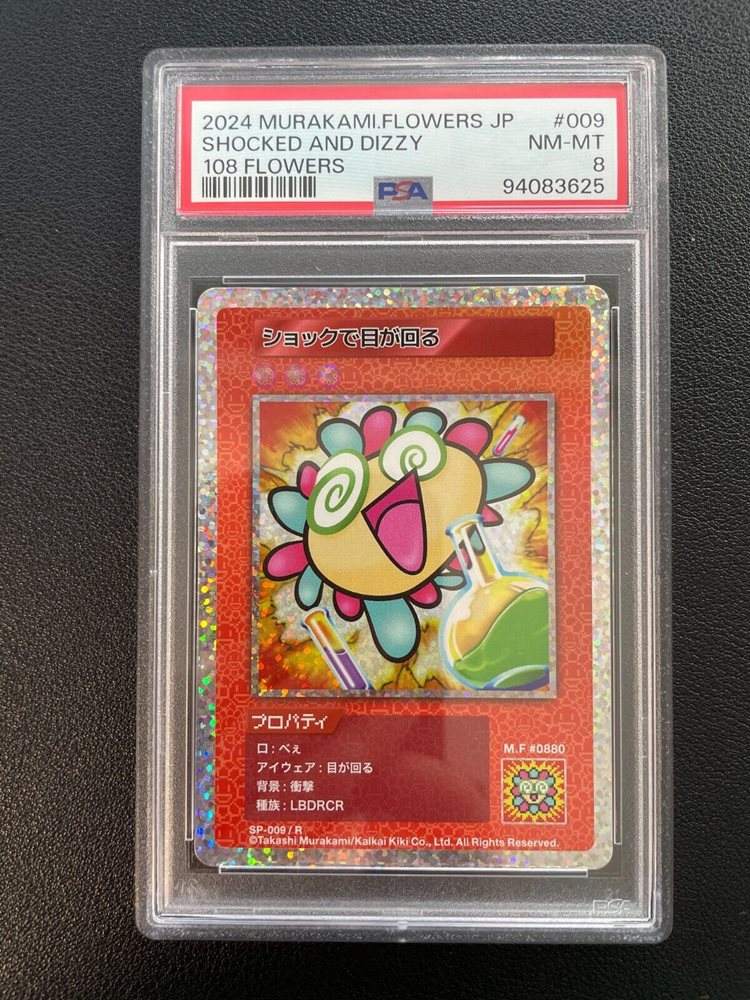 2024 MURAKAMI.FLOWERS JP #009
SHOCKED AND DIZZY NM-MT
108 FLOWERS 8
PSA 94083625
ショックで目が回る
プロパティ
口 : べぇ
アイウェア : 目が回る
背景 : 衝撃
種族 : LBDRCR
M.F #0880
SP-009 / R
©Takashi Murakami/Kaikai Kiki Co., Ltd. All Rights Reserved.
PSA